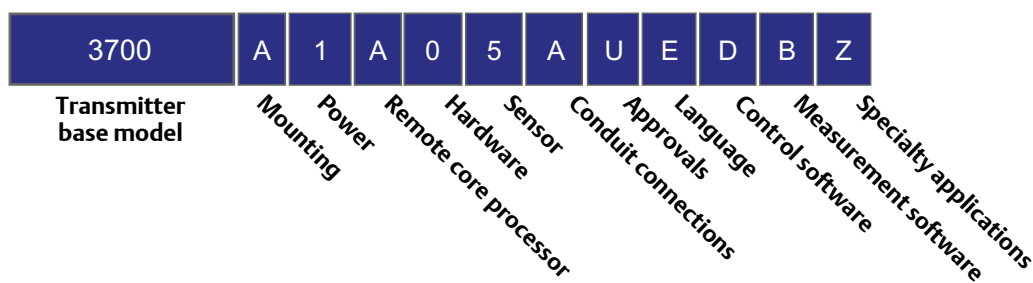 3700 A 1 A 0 5 A U E D B Z
Transmitter
base model
Mounting
Power
Remote core processor
Hardware
Sensor
Conduit connections
Approvals
Language
Control software
Measurement software
Specialty applications